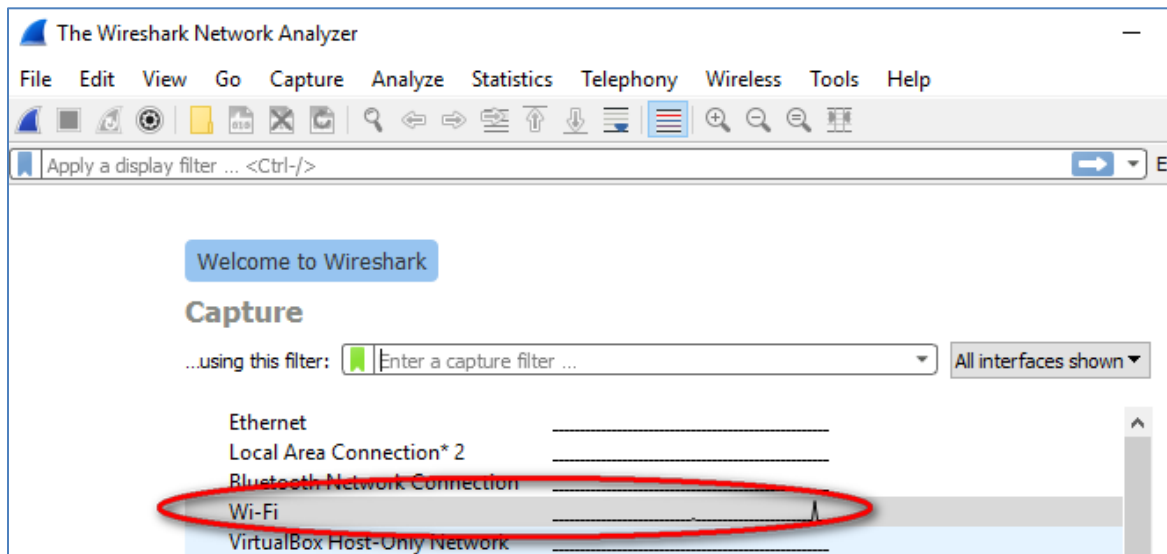 The Wireshark Network Analyzer
File Edit View Go Capture Analyze Statistics Telephony Wireless Tools Help
Apply a display filter ... <Ctrl-/>
E
Welcome to Wireshark
Capture
...using this filter: Enter a capture filter ... All interfaces shown
Ethernet
Local Area Connection* 2
Bluetooth Network Connection
Wi-Fi
VirtualBox Host-Only Network